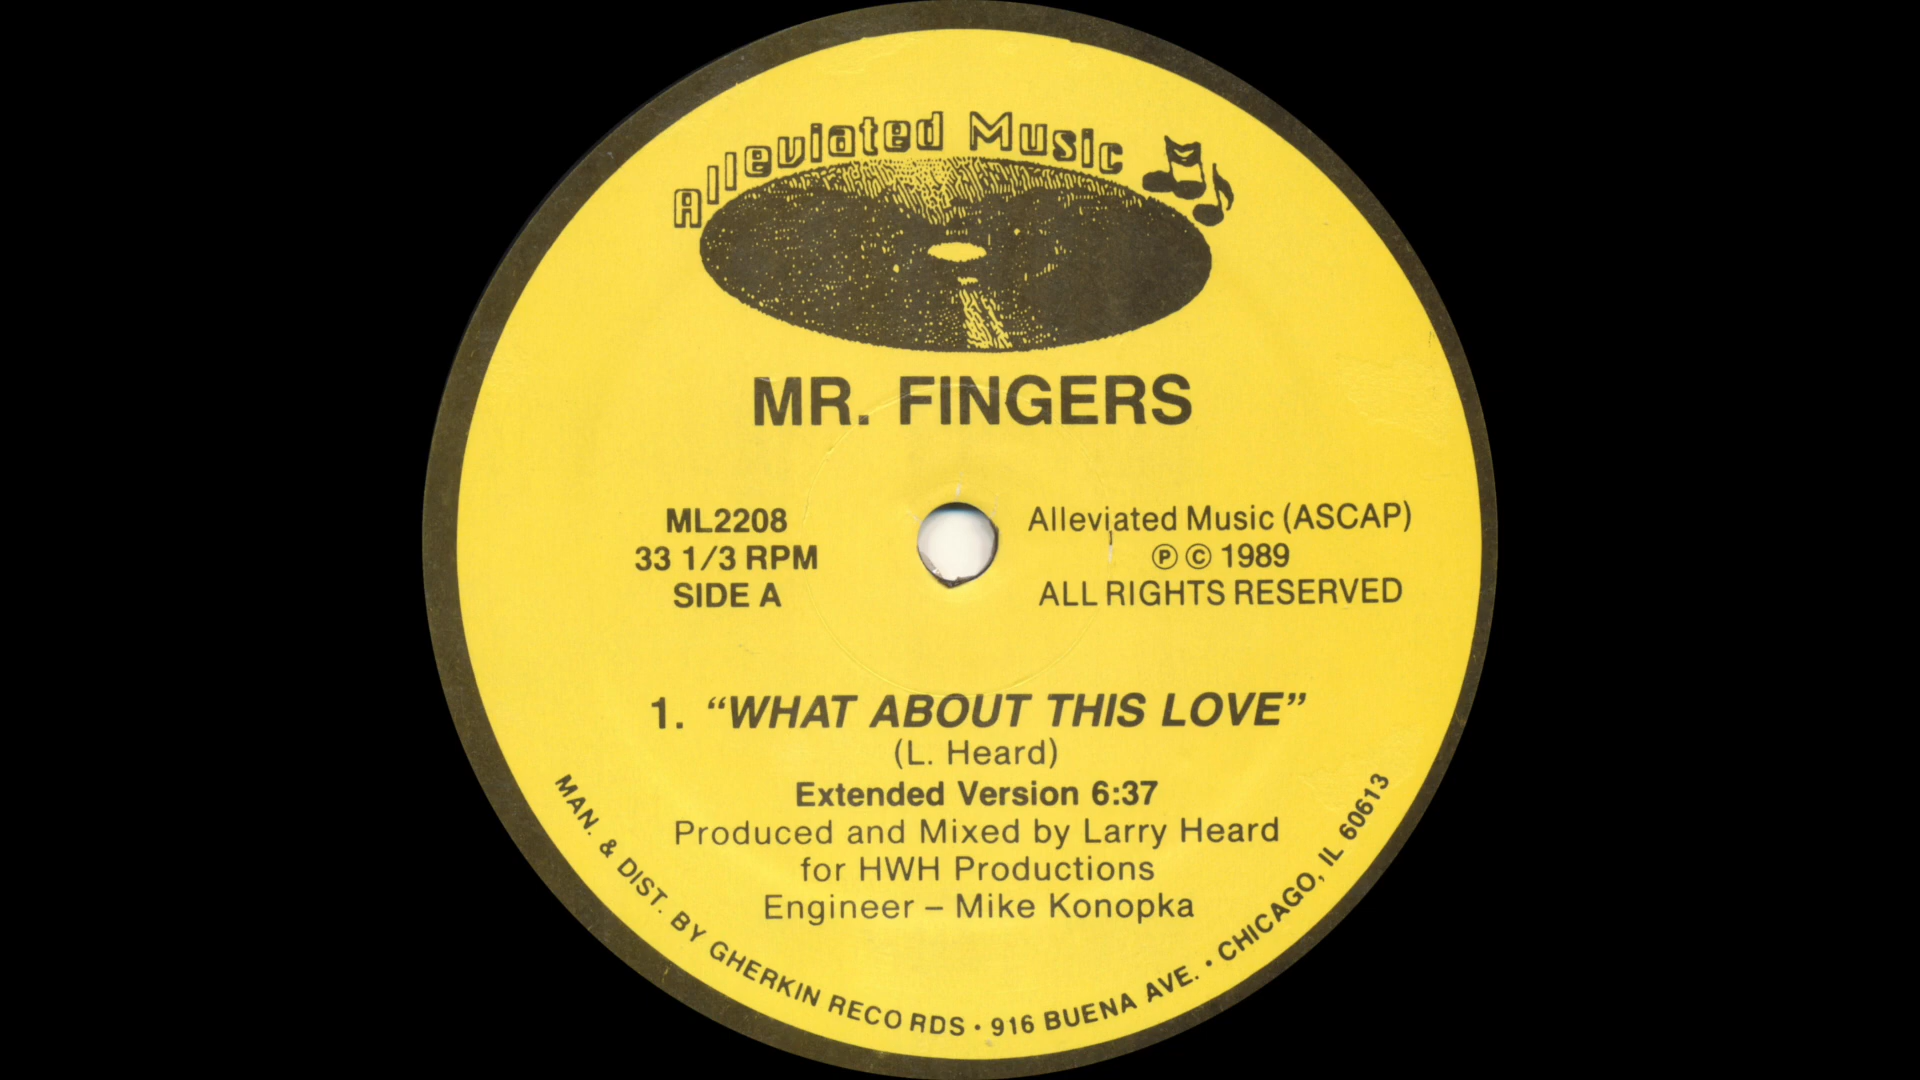 Alleviated Music
MR. FINGERS
ML2208
33 1/3 RPM
SIDE A
Alleviated Music (ASCAP)
Ⓟ © 1989
ALL RIGHTS RESERVED
1. “WHAT ABOUT THIS LOVE”
(L. Heard)
Extended Version 6:37
Produced and Mixed by Larry Heard
for HWH Productions
Engineer – Mike Konopka
MAN. & DIST. BY GHERKIN RECORDS • 916 BUENA AVE. • CHICAGO, IL 60613